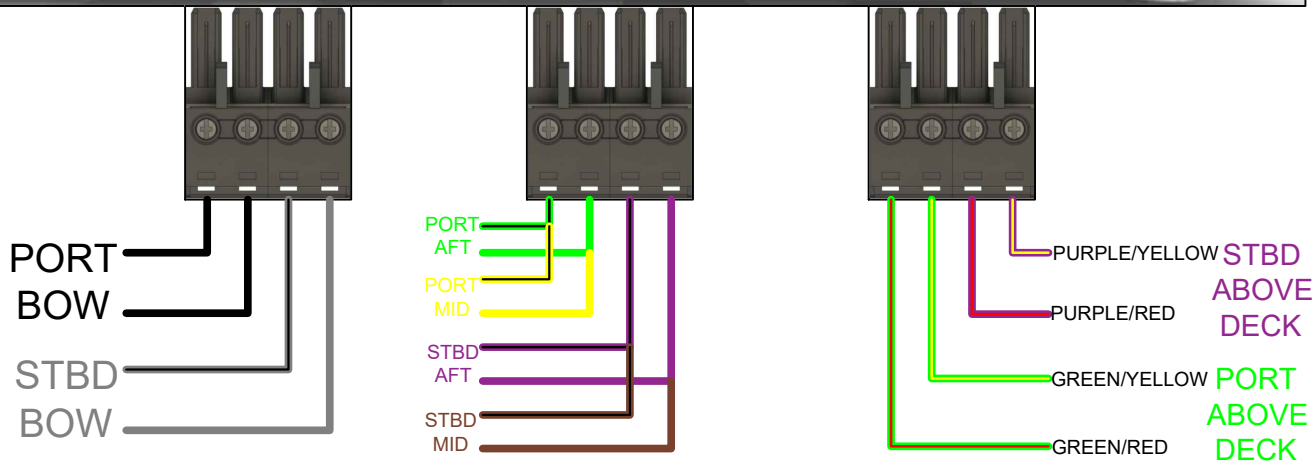 PORT
BOW
STBD
BOW
PORT
AFT
PORT
MID
STBD
AFT
STBD
MID
PURPLE/YELLOW
PURPLE/RED
STBD
ABOVE
DECK
GREEN/YELLOW
GREEN/RED
PORT
ABOVE
DECK